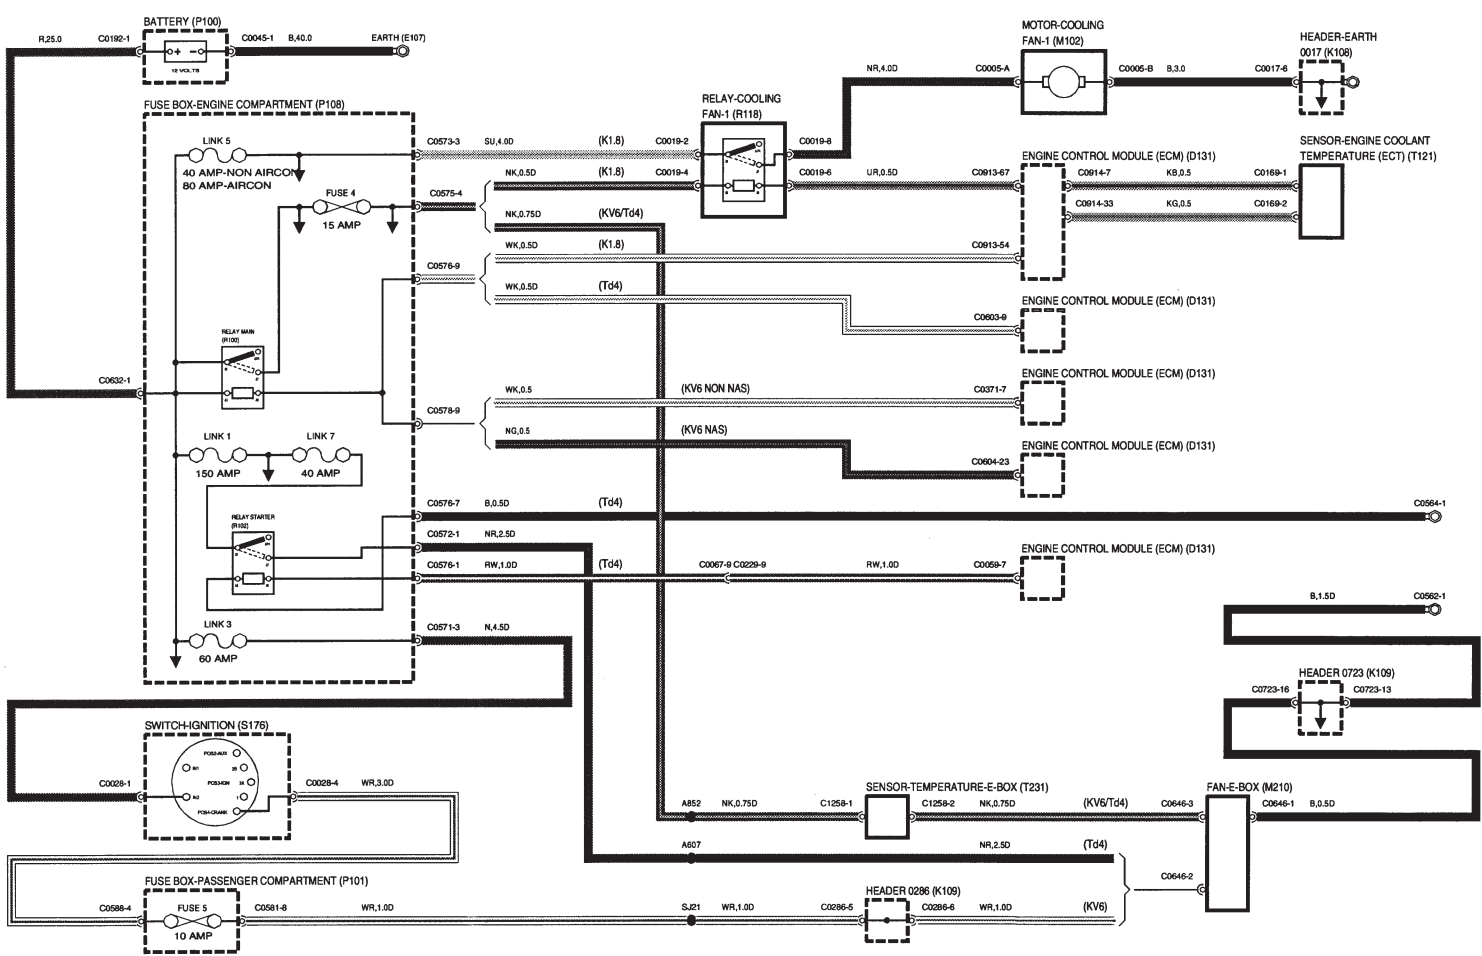 BATTERY (P100)
R,25.0 C0192-1 C0045-1 B,40.0 EARTH (E107)
+ -
12 VOLTS
MOTOR-COOLING
FAN-1 (M102)
NR,4.0D C0005-A C0005-B B,3.0 C0017-6
HEADER-EARTH
0017 (K108)
FUSE BOX-ENGINE COMPARTMENT (P108)
RELAY-COOLING
FAN-1 (R118)
LINK 5
40 AMP-NON AIRCON
80 AMP-AIRCON
C0573-3 SU,4.0D (K1.8) C0019-2 C0019-8
ENGINE CONTROL MODULE (ECM) (D131)
SENSOR-ENGINE COOLANT
TEMPERATURE (ECT) (T121)
NK,0.5D (K1.8) C0019-4 C0019-6 UR,0.5D C0913-67 C0914-7 KB,0.5 C0169-1
FUSE 4
15 AMP
C0575-4
C0914-33 KG,0.5 C0169-2
NK,0.75D (KV6/Td4)
WK,0.5D (K1.8) C0913-54
C0576-9
WK,0.5D (Td4)
ENGINE CONTROL MODULE (ECM) (D131)
C0603-9
RELAY MAIN
(R100)
C0632-1
ENGINE CONTROL MODULE (ECM) (D131)
WK,0.5 (KV6 NON NAS) C0371-7
C0578-9
NG,0.5 (KV6 NAS)
ENGINE CONTROL MODULE (ECM) (D131)
C0604-23
LINK 1 LINK 7
150 AMP 40 AMP
C0576-7 B,0.5D (Td4) C0564-1
RELAY STARTER
(R102)
C0572-1 NR,2.5D
ENGINE CONTROL MODULE (ECM) (D131)
C0576-1 RW,1.0D (Td4) C0067-9 C0229-9 RW,1.0D C0059-7
B,1.5D C0562-1
LINK 3
60 AMP
C0571-3 N,4.5D
HEADER 0723 (K109)
C0723-16 C0723-13
SWITCH-IGNITION (S176)
POS2-AUX
IN1
POS3-IGN
IN2
POS4-CRANK
C0028-1 C0028-4 WR,3.0D
SENSOR-TEMPERATURE-E-BOX (T231)
FAN-E-BOX (M210)
A852 NK,0.75D C1258-1 C1258-2 NK,0.75D (KV6/Td4) C0646-3 C0646-1 B,0.5D
A607 NR,2.5D (Td4)
C0646-2
FUSE BOX-PASSENGER COMPARTMENT (P101)
HEADER 0286 (K109)
C0588-4 FUSE 5 C0581-8 WR,1.0D SJ21 WR,1.0D C0286-5 C0286-6 WR,1.0D (KV6)
10 AMP